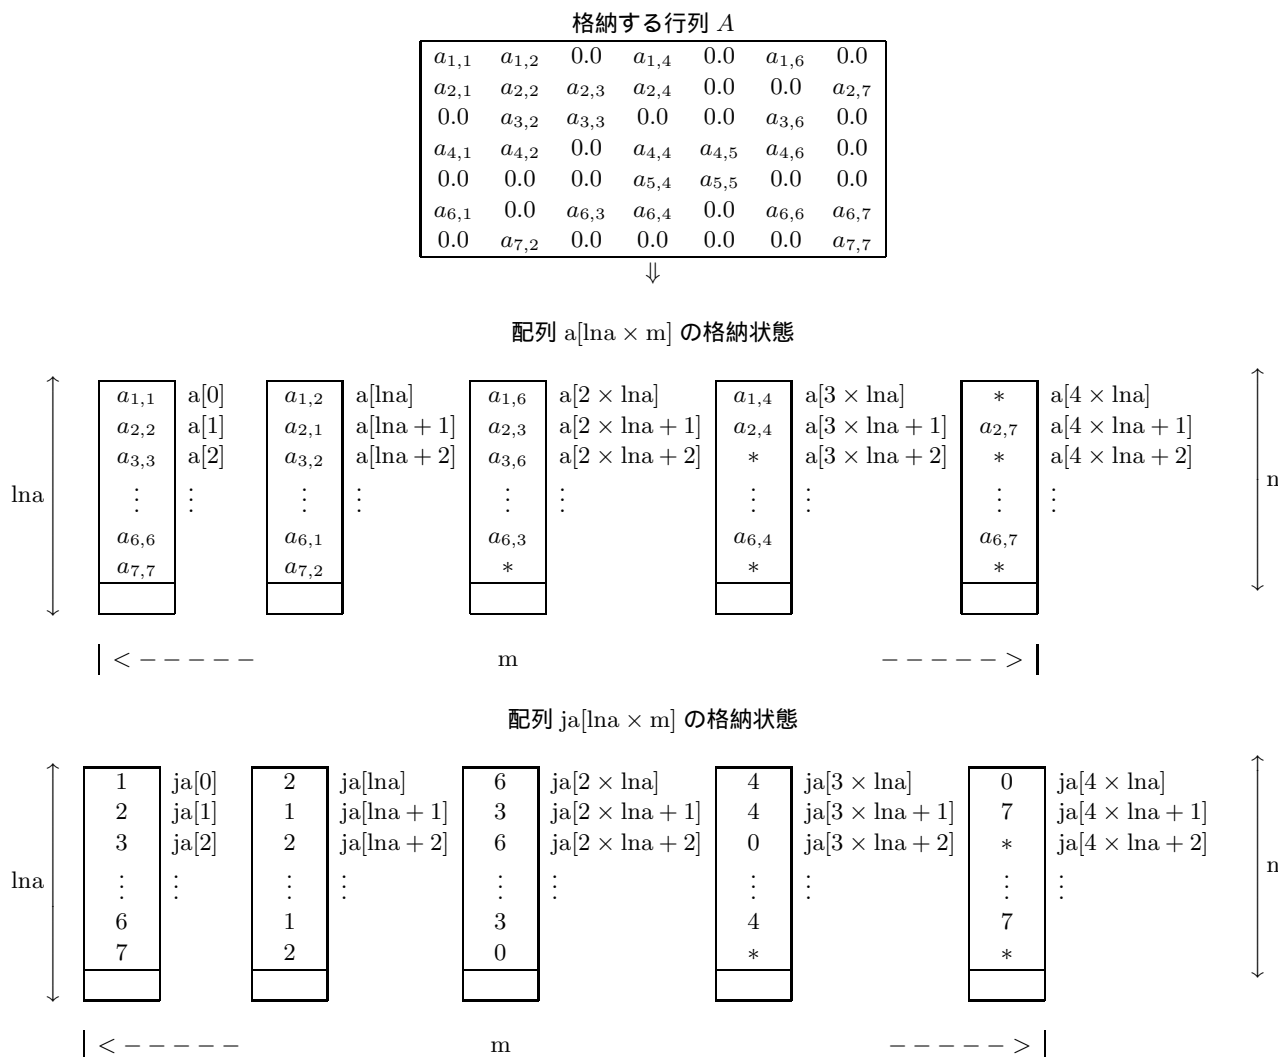 格納する行列 A
a1,1 a1,2 0.0 a1,4 0.0 a1,6 0.0
a2,1 a2,2 a2,3 a2,4 0.0 0.0 a2,7
0.0 a3,2 a3,3 0.0 0.0 a3,6 0.0
a4,1 a4,2 0.0 a4,4 a4,5 a4,6 0.0
0.0 0.0 0.0 a5,4 a5,5 0.0 0.0
a6,1 0.0 a6,3 a6,4 0.0 a6,6 a6,7
0.0 a7,2 0.0 0.0 0.0 0.0 a7,7
⇓
配列 a[lna × m] の格納状態
a1,1 a[0] a1,2 a[lna] a1,6 a[2 × lna] a1,4 a[3 × lna] ∗ a[4 × lna]
a2,2 a[1] a2,1 a[lna + 1] a2,3 a[2 × lna + 1] a2,4 a[3 × lna + 1] a2,7 a[4 × lna + 1]
a3,3 a[2] a3,2 a[lna + 2] a3,6 a[2 × lna + 2] ∗ a[3 × lna + 2] ∗ a[4 × lna + 2]
lna ⋮ ⋮ ⋮ ⋮ ⋮ ⋮ ⋮ ⋮ ⋮ ⋮ n
a6,6 a6,1 a6,3 a6,4 a6,7
a7,7 a7,2 ∗ ∗ ∗
| < − − − − − m − − − − − > |
配列 ja[lna × m] の格納状態
1 ja[0] 2 ja[lna] 6 ja[2 × lna] 4 ja[3 × lna] 0 ja[4 × lna]
2 ja[1] 1 ja[lna + 1] 3 ja[2 × lna + 1] 4 ja[3 × lna + 1] 7 ja[4 × lna + 1]
3 ja[2] 2 ja[lna + 2] 6 ja[2 × lna + 2] 0 ja[3 × lna + 2] ∗ ja[4 × lna + 2]
lna ⋮ ⋮ ⋮ ⋮ ⋮ ⋮ ⋮ ⋮ ⋮ ⋮ n
6 1 3 4 7
7 2 0 ∗ ∗
| < − − − − − m − − − − − > |